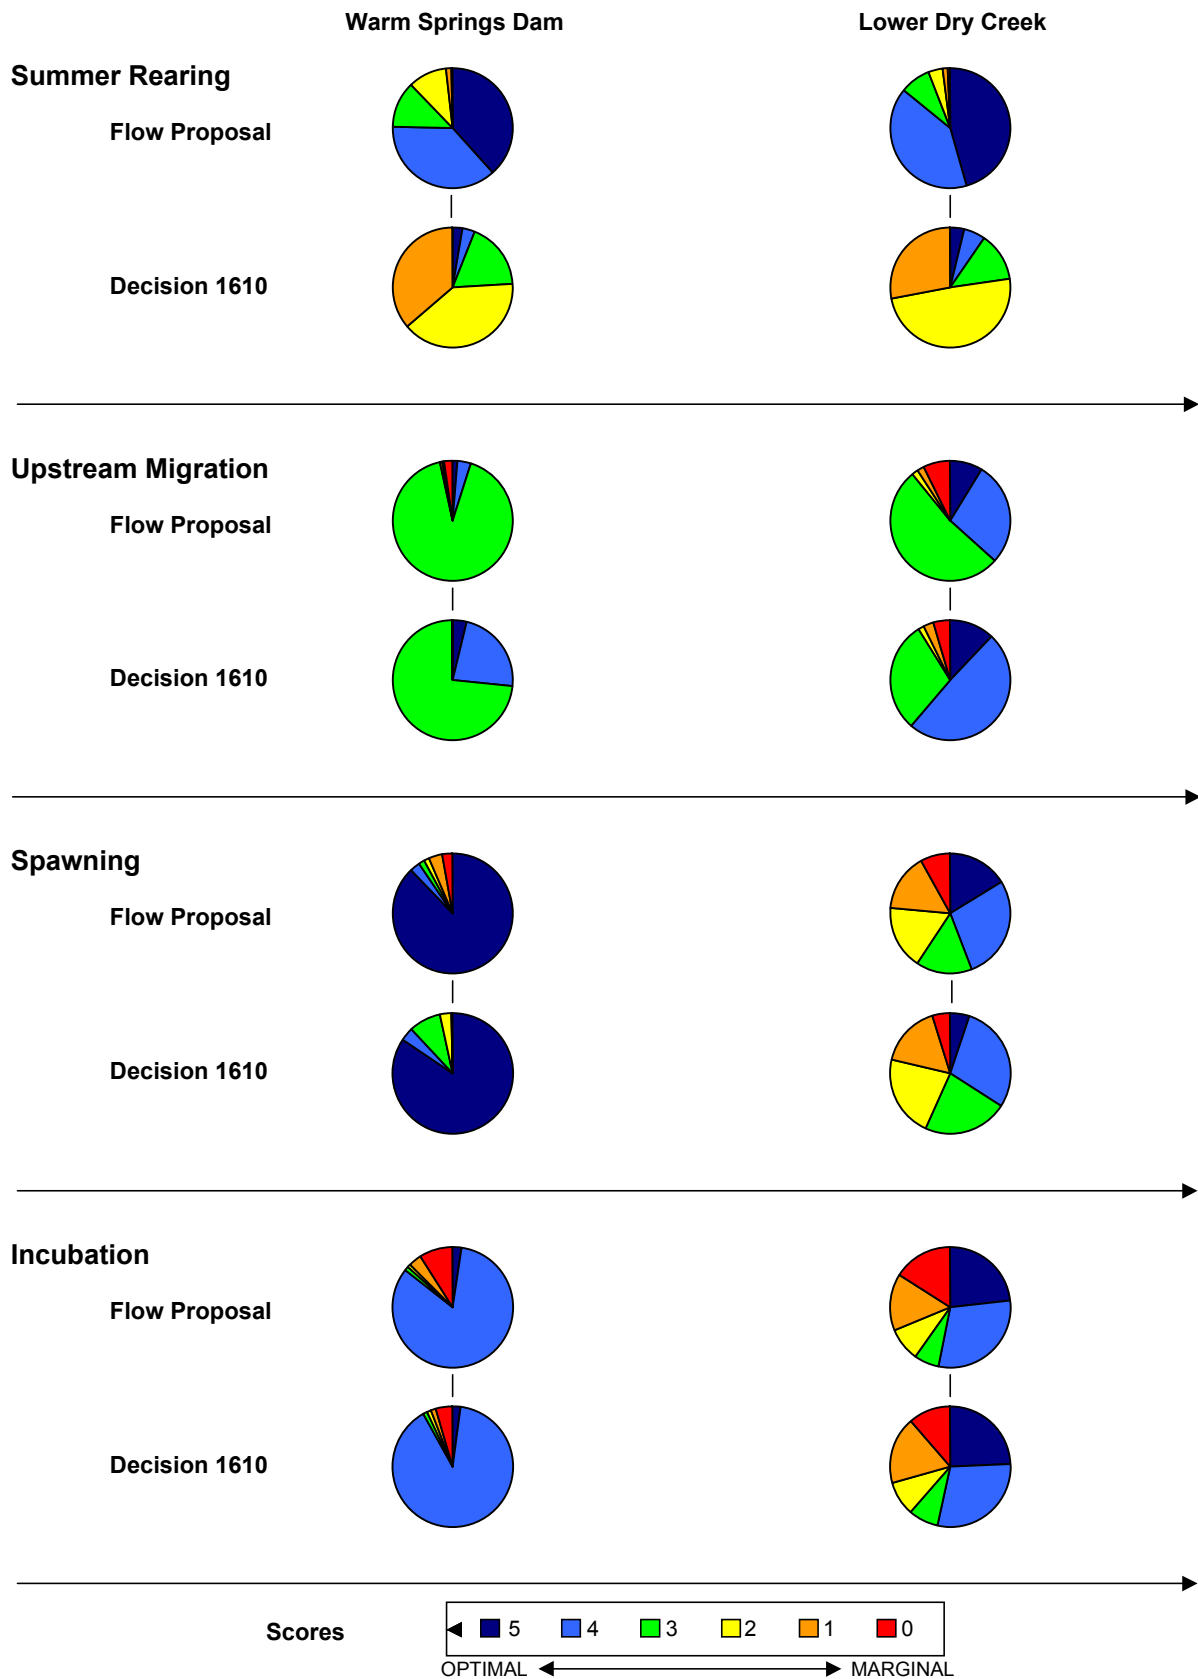 Warm Springs Dam Lower Dry Creek
Summer Rearing
Flow Proposal
Decision 1610
Upstream Migration
Flow Proposal
Decision 1610
Spawning
Flow Proposal
Decision 1610
Incubation
Flow Proposal
Decision 1610
Scores 5 4 3 2 1 0
OPTIMAL MARGINAL